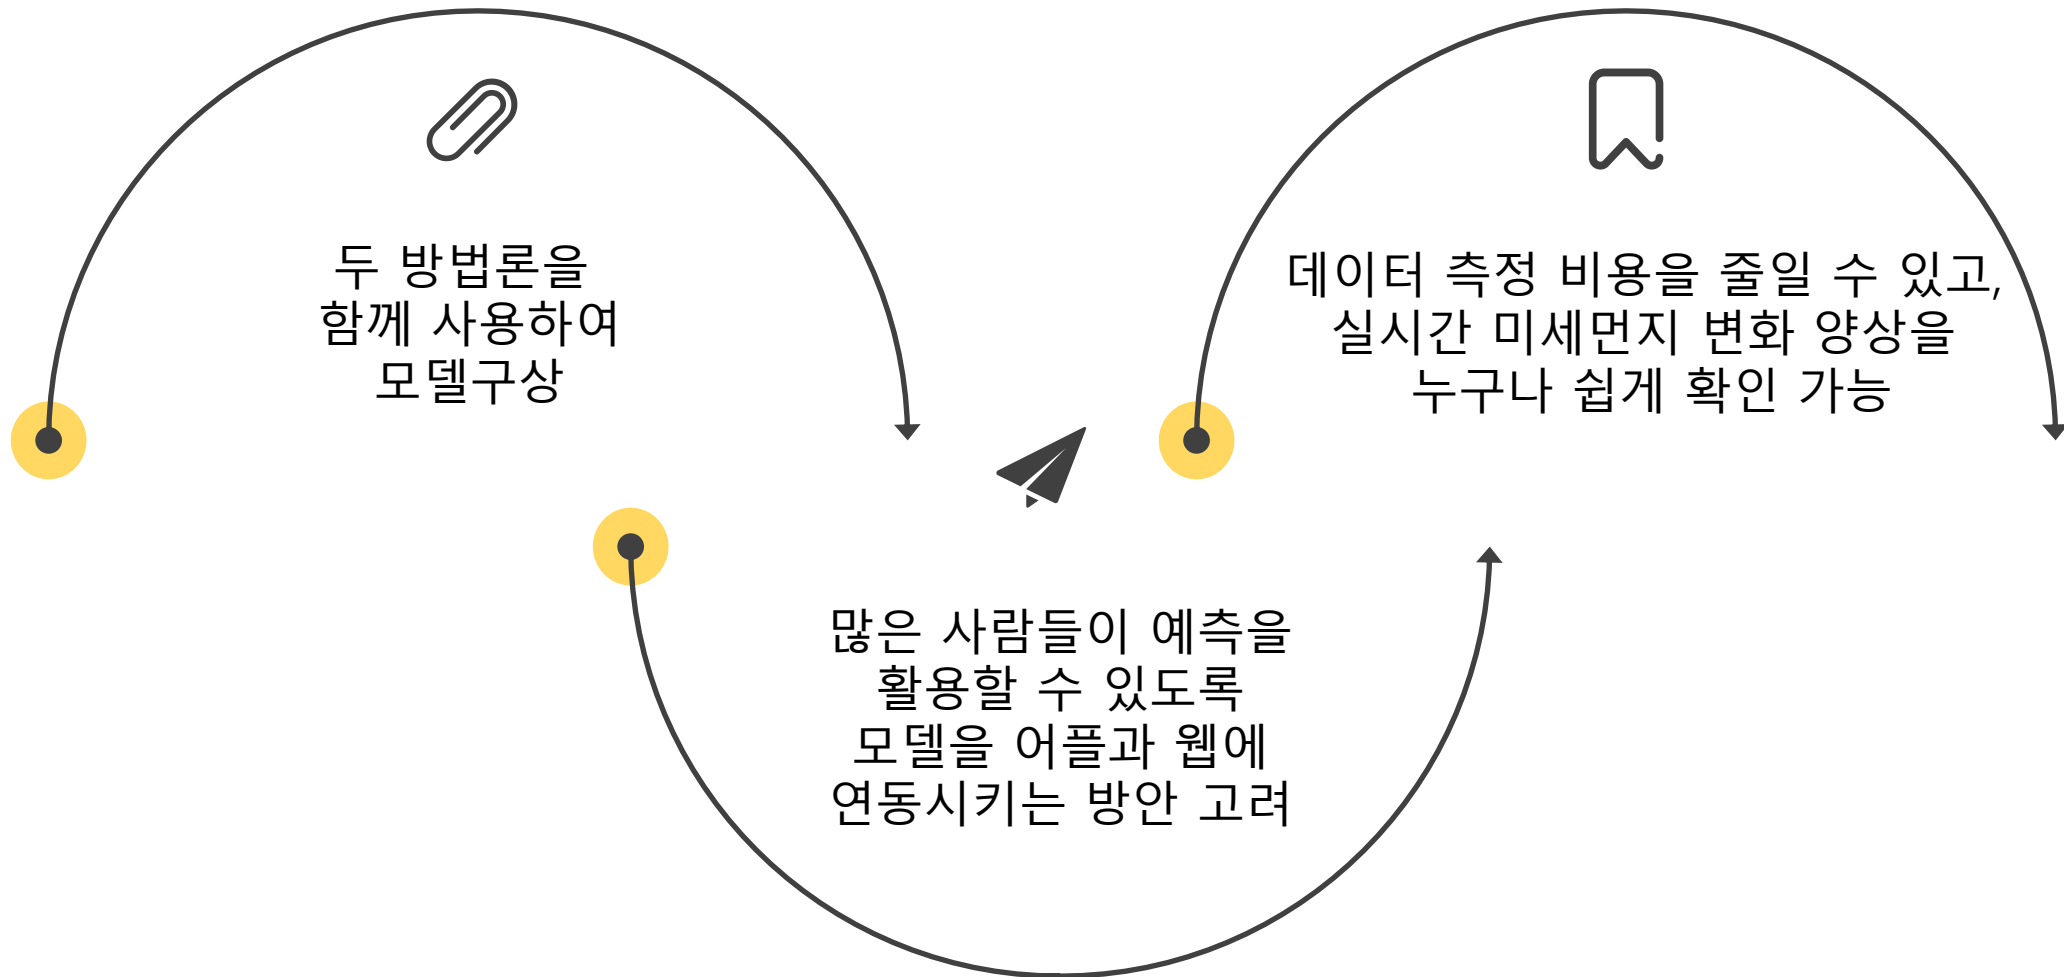 두 방법론을
함께 사용하여
모델구상
많은 사람들이 예측을
활용할 수 있도록
모델을 어플과 웹에
연동시키는 방안 고려
데이터 측정 비용을 줄일 수 있고,
실시간 미세먼지 변화 양상을
누구나 쉽게 확인 가능